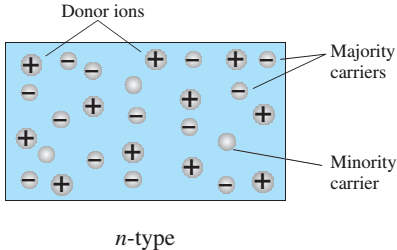 Donor ions
Majority
carriers
Minority
carrier
n-type